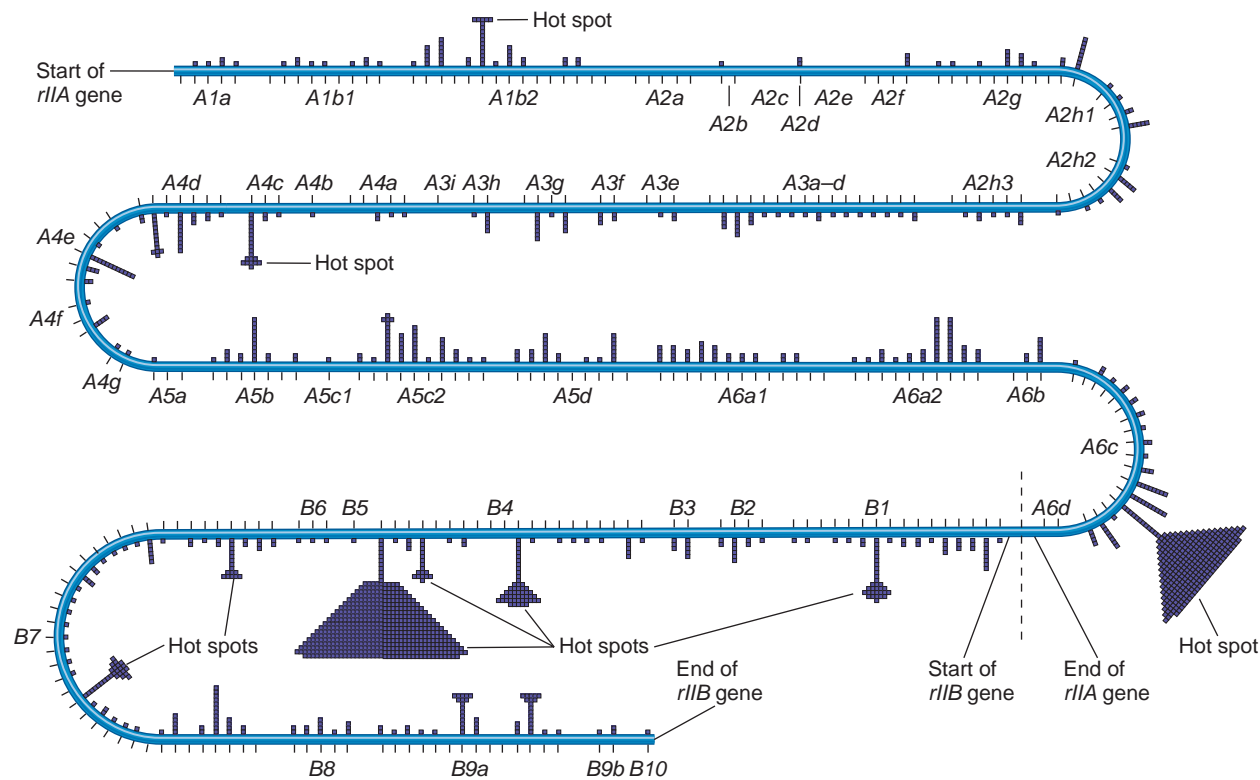 Hot spot
Start of
rIIA gene
A1a A1b1 A1b2 A2a A2c A2e A2f A2g
A2b A2d
A2h1
A2h2
A4d A4c A4b A4a A3i A3h A3g A3f A3e A3a–d A2h3
A4e
Hot spot
A4f
A4g
A5a A5b A5c1 A5c2 A5d A6a1 A6a2 A6b
A6c
B6 B5 B4 B3 B2 B1 A6d
B7
Hot spots
Hot spots
Hot spot
End of
rIIB gene
Start of
rIIB gene
End of
rIIA gene
B8 B9a B9b B10